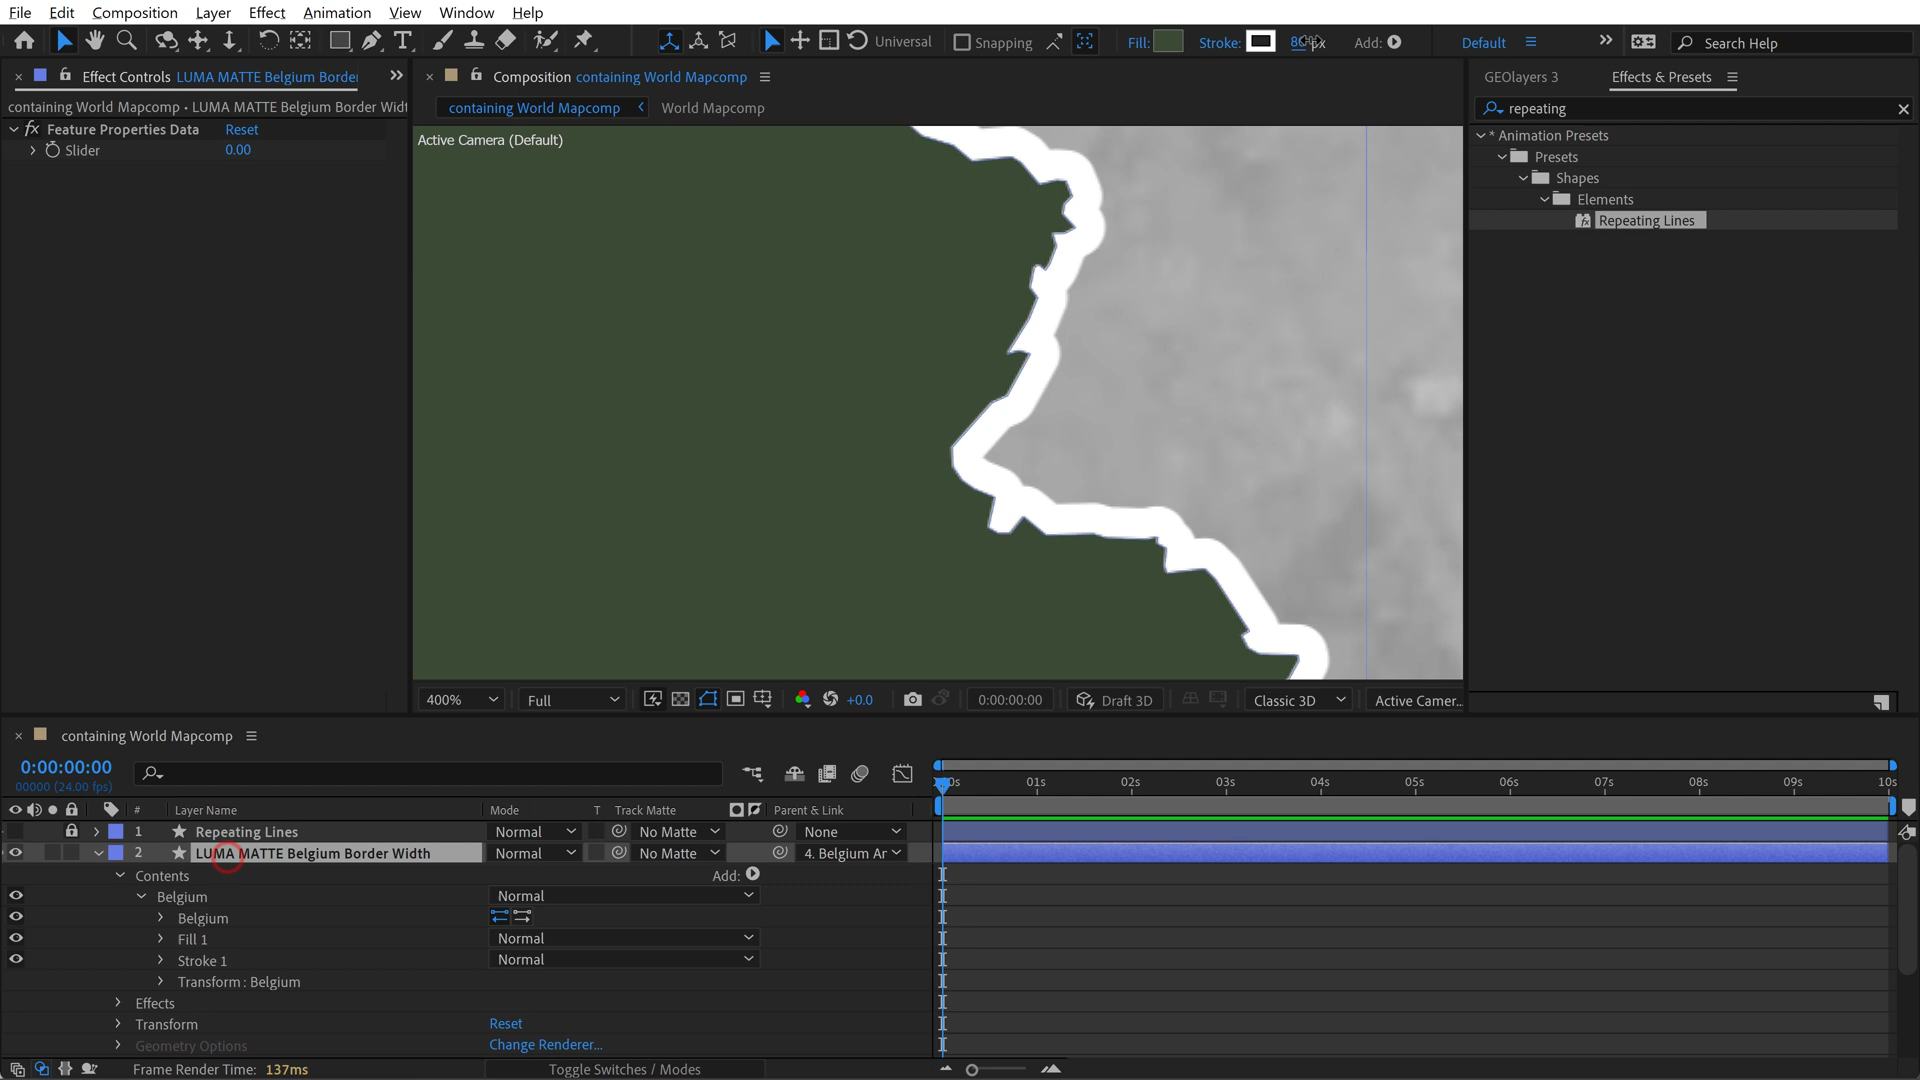 File Edit Composition Layer Effect Animation View Window Help
Universal Snapping Fill: Stroke: px Add: Default Search Help
Effect Controls LUMA MATTE Belgium Border
Composition containing World Mapcomp
GEOlayers 3 Effects & Presets
containing World Mapcomp • LUMA MATTE Belgium Border Widt
containing World Mapcomp World Mapcomp
repeating
fx Feature Properties Data Reset
Slider 0.00
Active Camera (Default)
* Animation Presets
Presets
Shapes
Elements
Repeating Lines
400% Full +0.0 0:00:00:00 Draft 3D Classic 3D Active Camer...
containing World Mapcomp
0:00:00:00
00000 (24.00 fps)
0s 01s 02s 03s 04s 05s 06s 07s 08s 09s 10s
# Layer Name Mode T Track Matte Parent & Link
1 Repeating Lines Normal No Matte None
2 LUMA MATTE Belgium Border Width Normal No Matte 4. Belgium Ar
Contents Add:
Belgium Normal
Belgium
Fill 1 Normal
Stroke 1 Normal
Transform : Belgium
Effects
Transform Reset
Geometry Options Change Renderer...
Frame Render Time: 137ms Toggle Switches / Modes